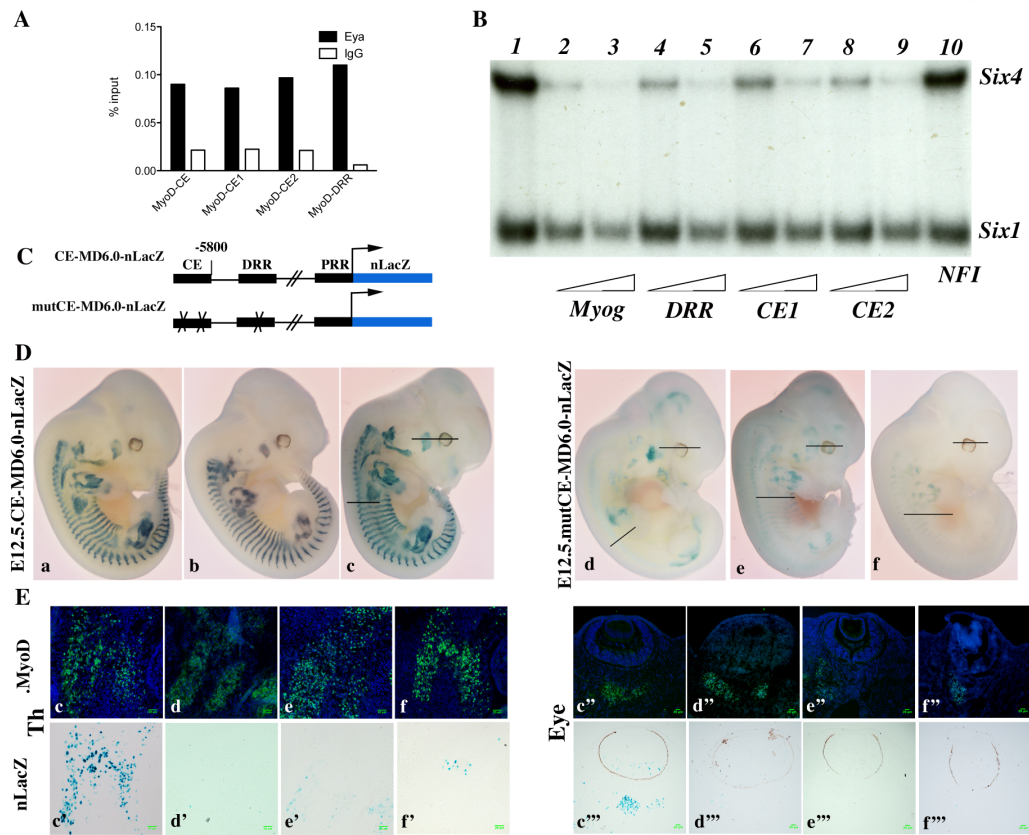 A
0.15
0.10
0.05
0.00
% input
Eya
IgG
MyoD-CE
MyoD-CE1
MyoD-CE2
MyoD-DRR
B
1 2 3 4 5 6 7 8 9 10
Six4
Six1
Myog DRR CE1 CE2 NFI
C
CE-MD6.0-nLacZ
-5800
CE DRR PRR nLacZ
mutCE-MD6.0-nLacZ
D
E12.5.CE-MD6.0-nLacZ
a b c
E12.5.mutCE-MD6.0-nLacZ
d e f
E
.MyoD
Th
nLacZ
c d e f
c' d' e' f'
Eye
c" d" e" f"
c"' d"' e"' f"'